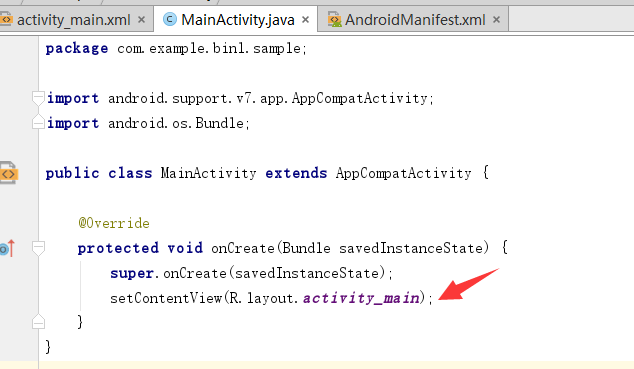 activity_main.xml × MainActivity.java × AndroidManifest.xml ×
package com.example.binl.sample;
import android.support.v7.app.AppCompatActivity;
import android.os.Bundle;
public class MainActivity extends AppCompatActivity {
@Override
protected void onCreate(Bundle savedInstanceState) {
super.onCreate(savedInstanceState);
setContentView(R.layout.activity_main);
}
}